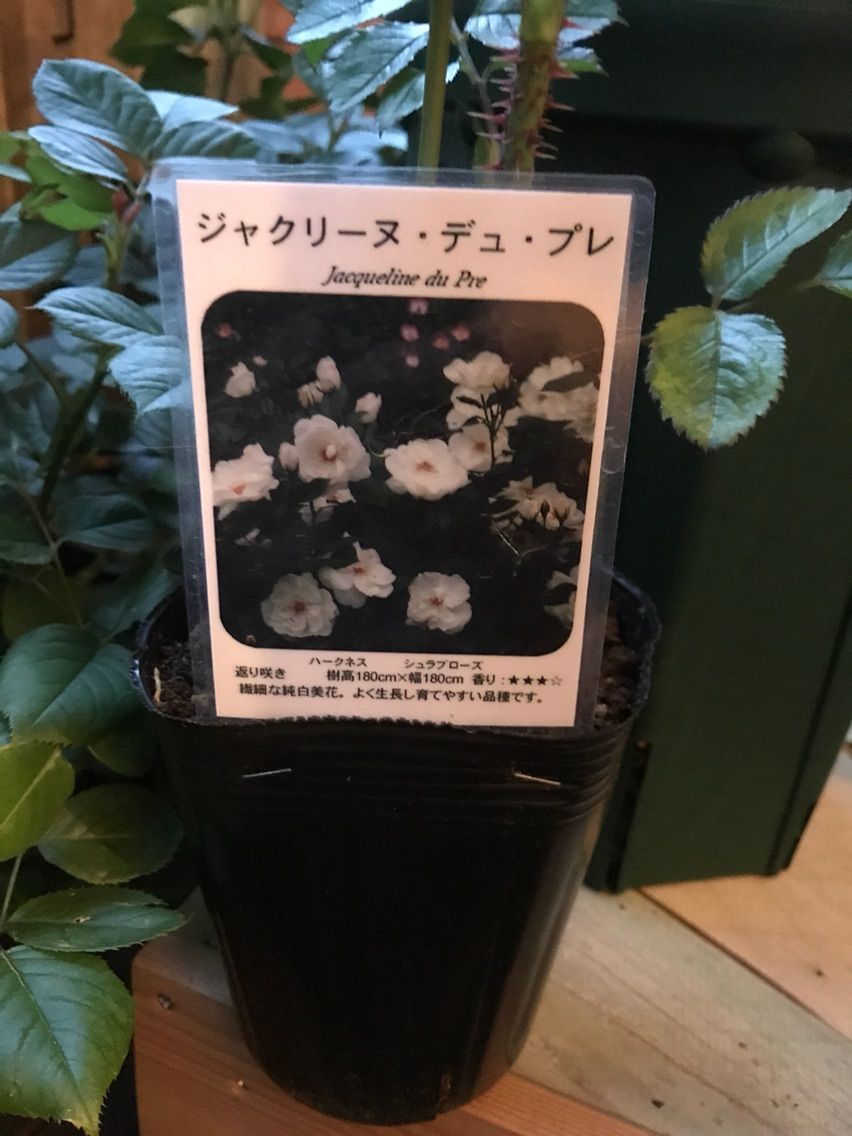 ジャクリーヌ・デュ・プレ
Jacqueline du Pre
ハークネス シュラブローズ
返り咲き 樹高180cm×幅180cm 香り:★★★☆
繊細な純白美花。よく生長し育てやすい品種です。